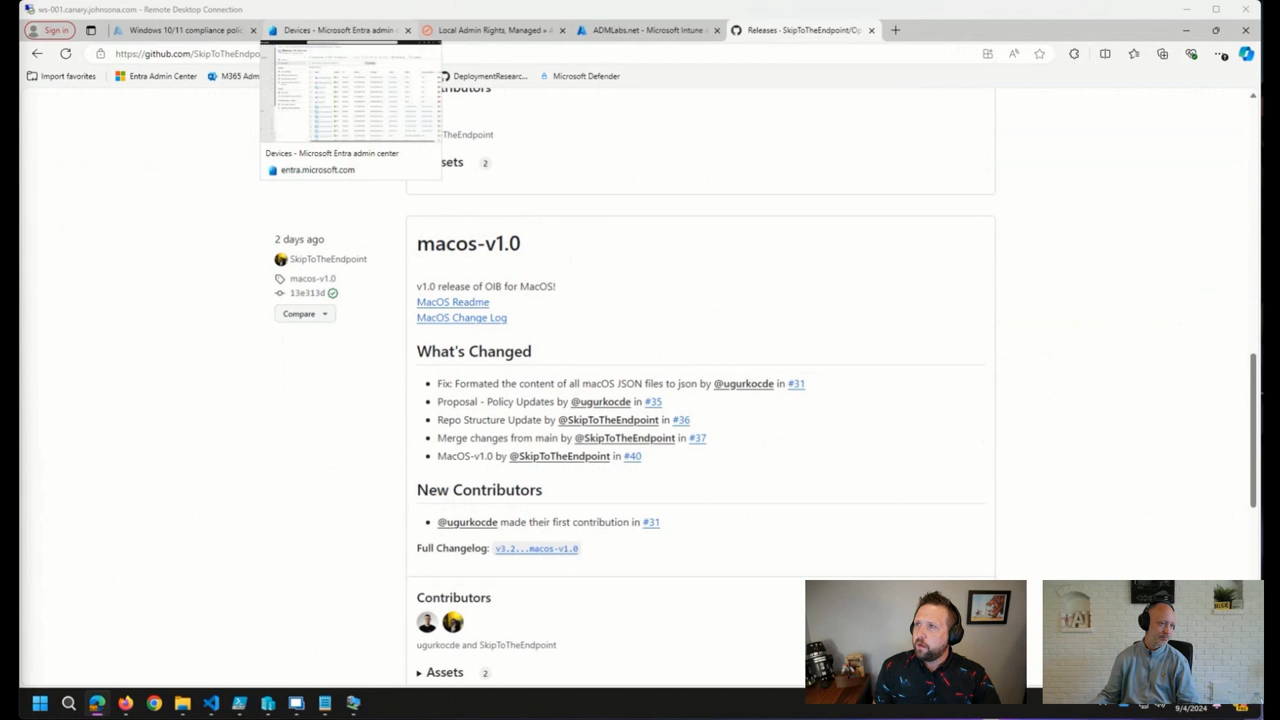 ws-001.canary.johnsona.com - Remote Desktop Connection
Sign in
Windows 10/11 compliance polic
Devices - Microsoft Entra admin c
Local Admin Rights, Managed »
ADMLabs.net - Microsoft Intune
Releases · SkipToTheEndpoint/Op
https://github.com/SkipToTheEndpo
Import favorites
Entra Admin Center
M365 Adm
DeploymentResearc...
Microsoft Defender
Devices - Microsoft Entra admin center
entra.microsoft.com
2
2 days ago
SkipToTheEndpoint
macos-v1.0
13e313d
Compare
macos-v1.0
v1.0 release of OIB for MacOS!
MacOS Readme
MacOS Change Log
What's Changed
• Fix: Formated the content of all macOS JSON files to json by @ugurkocde in #31
• Proposal - Policy Updates by @ugurkocde in #35
• Repo Structure Update by @SkipToTheEndpoint in #36
• Merge changes from main by @SkipToTheEndpoint in #37
• MacOS-v1.0 by @SkipToTheEndpoint in #40
New Contributors
• @ugurkocde made their first contribution in #31
Full Changelog: v3.2...macos-v1.0
Contributors
ugurkocde and SkipToTheEndpoint
Assets 2
9/4/2024